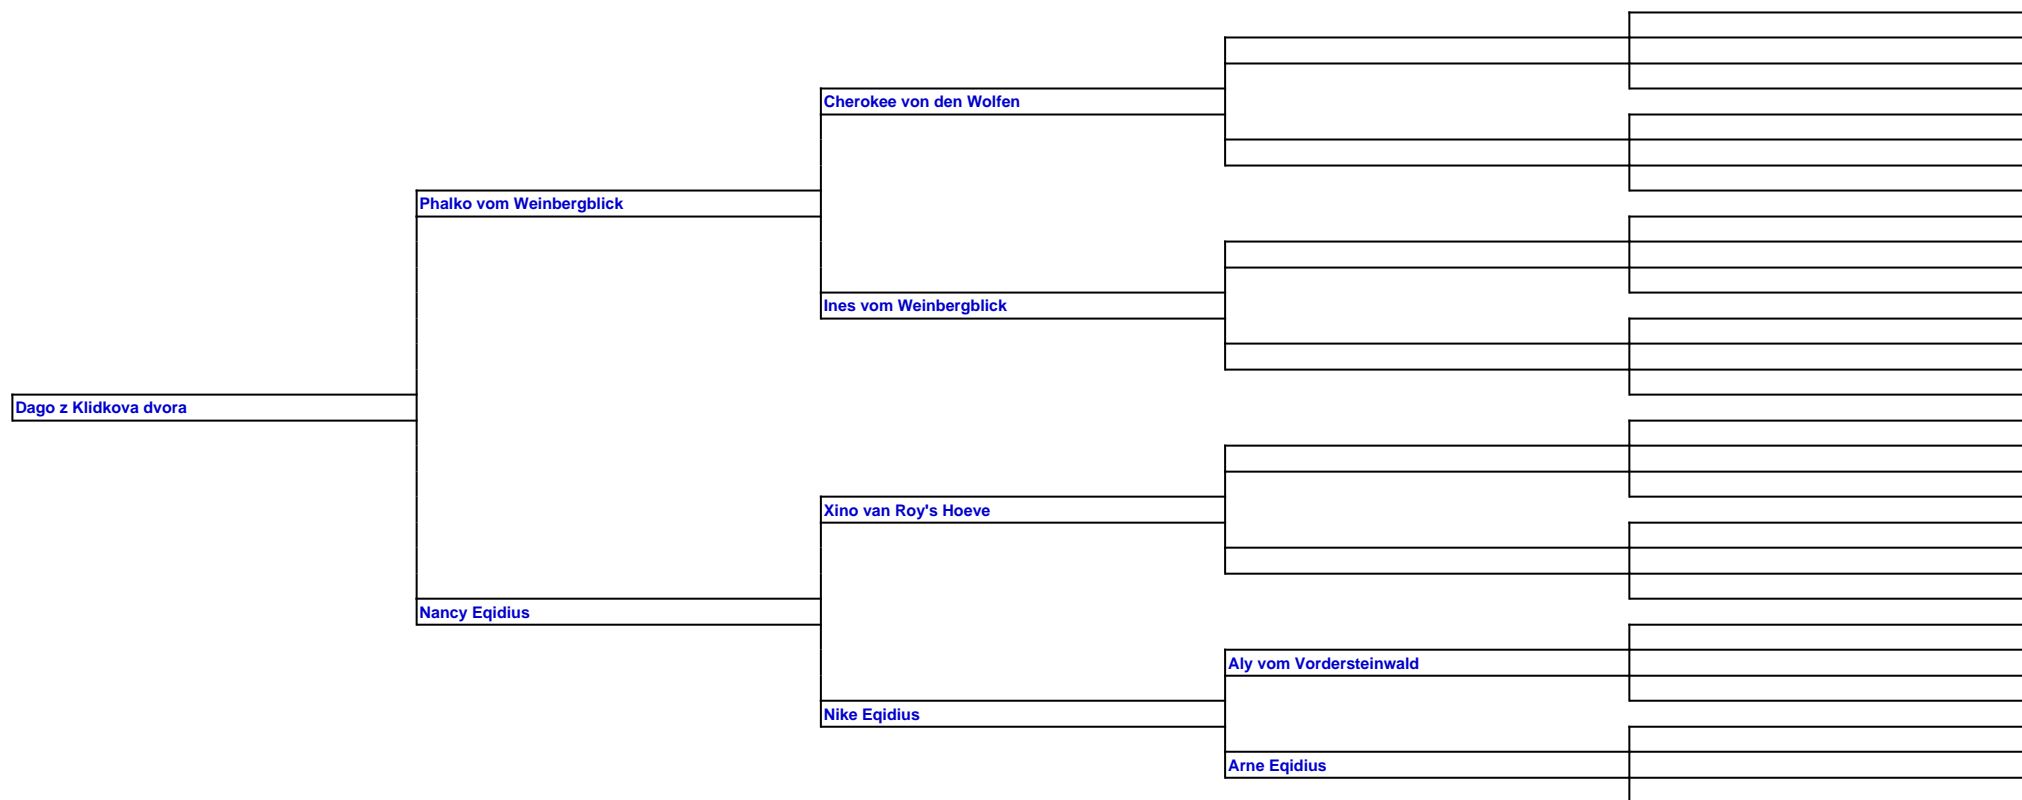 Cherokee von den Wolfen
Phalko vom Weinbergblick
Ines vom Weinbergblick
Dago z Klidkova dvora
Xino van Roy's Hoeve
Nancy Eqidius
Aly vom Vordersteinwald
Nike Eqidius
Arne Eqidius